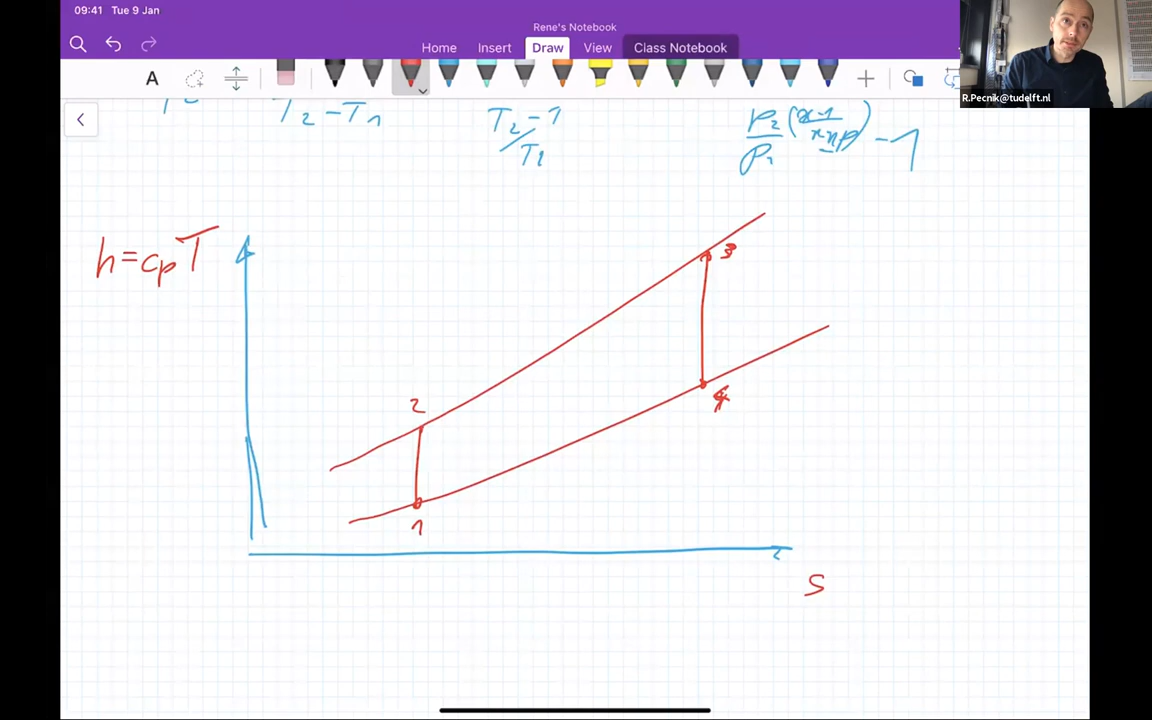 09:41 Tue 9 Jan
Rene's Notebook
Home Insert Draw View Class Notebook
A
R.Pecnik@tudelft.nl
T₂ - T₁
T₂ - 1
/ T₁
p₂
p₁
- 1
h = cpT
3
2
4
1
s